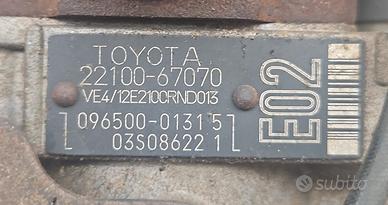 TOYOTA
22100-67070
VE4/12E2100RND013
096500-0131 5
03S08622 1
E02
subito